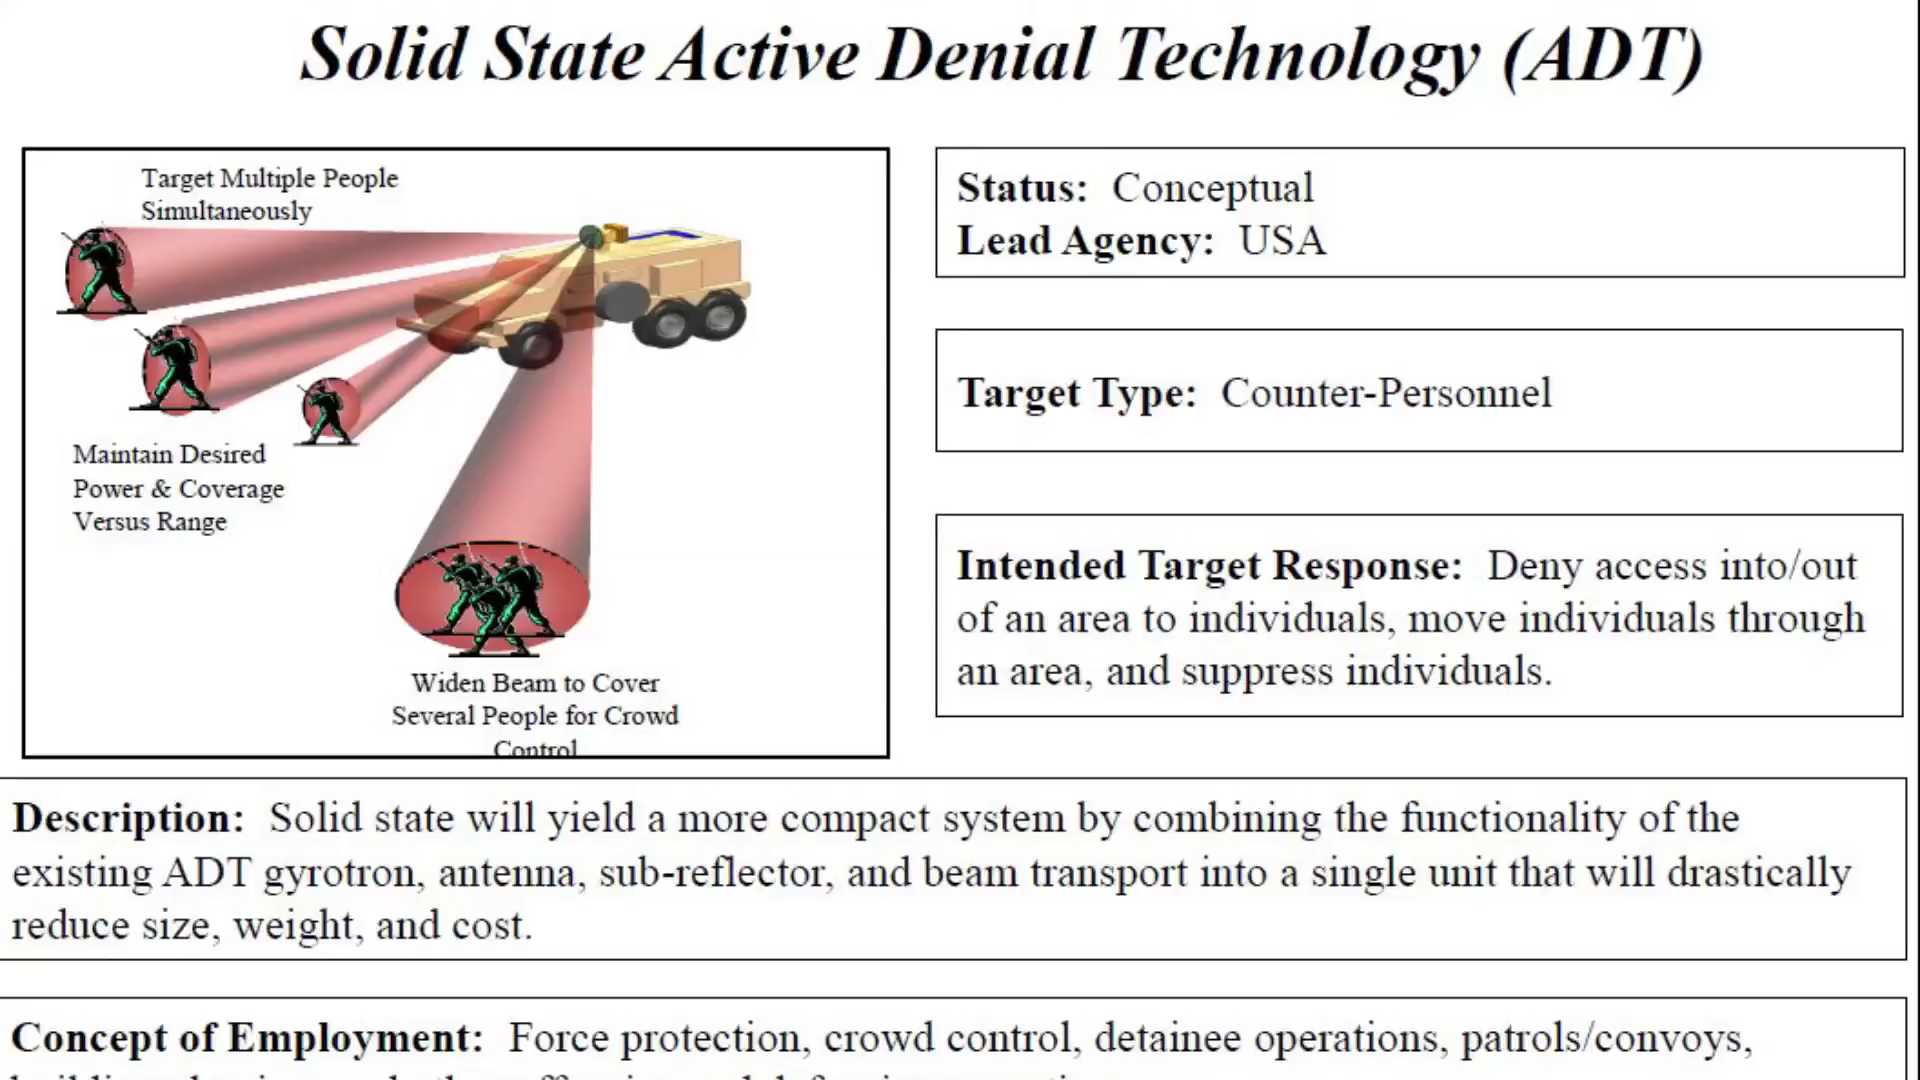 Solid State Active Denial Technology (ADT)
Target Multiple People
Simultaneously
Maintain Desired
Power & Coverage
Versus Range
Widen Beam to Cover
Several People for Crowd
Control
Status: Conceptual
Lead Agency: USA
Target Type: Counter-Personnel
Intended Target Response: Deny access into/out
of an area to individuals, move individuals through
an area, and suppress individuals.
Description: Solid state will yield a more compact system by combining the functionality of the
existing ADT gyrotron, antenna, sub-reflector, and beam transport into a single unit that will drastically
reduce size, weight, and cost.
Concept of Employment: Force protection, crowd control, detainee operations, patrols/convoys,